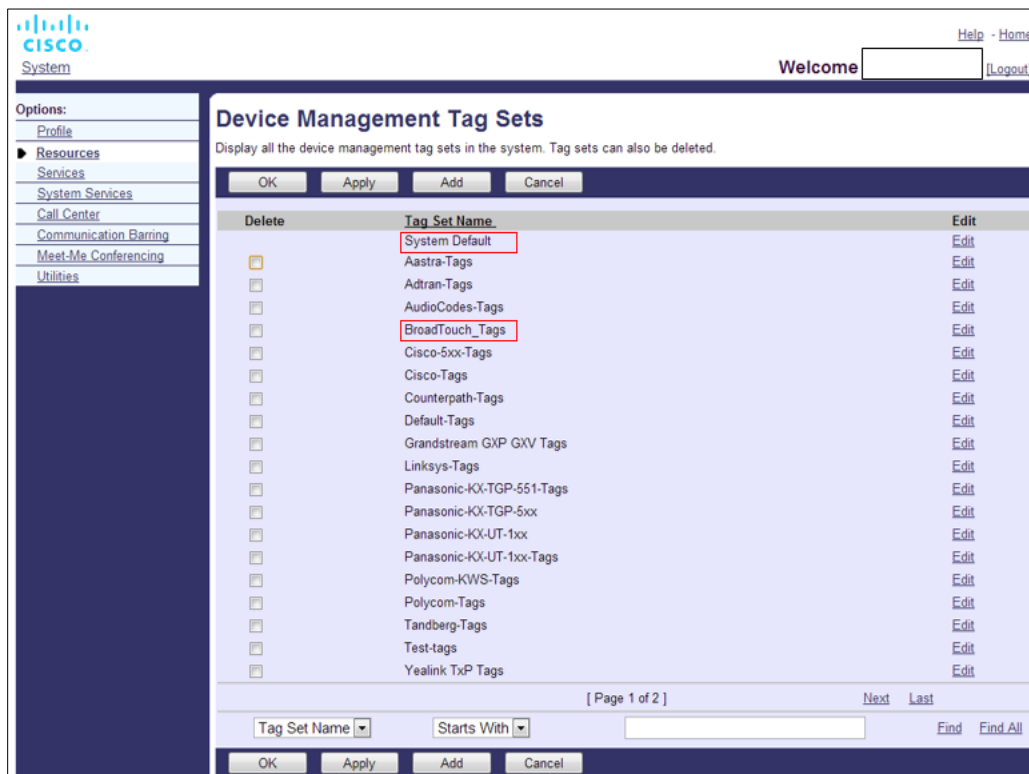 CISCO
Help - Home
System
Welcome [Logout
Options:
Profile
Resources
Services
System Services
Call Center
Communication Barring
Meet-Me Conferencing
Utilities
Device Management Tag Sets
Display all the device management tag sets in the system. Tag sets can also be deleted.
OK Apply Add Cancel
Delete Tag Set Name Edit
System Default Edit
Aastra-Tags Edit
Adtran-Tags Edit
AudioCodes-Tags Edit
BroadTouch_Tags Edit
Cisco-5xx-Tags Edit
Cisco-Tags Edit
Counterpath-Tags Edit
Default-Tags Edit
Grandstream GXP GXV Tags Edit
Linksys-Tags Edit
Panasonic-KX-TGP-551-Tags Edit
Panasonic-KX-TGP-5xx Edit
Panasonic-KX-UT-1xx Edit
Panasonic-KX-UT-1xx-Tags Edit
Polycom-KWS-Tags Edit
Polycom-Tags Edit
Tandberg-Tags Edit
Test-tags Edit
Yealink TxP Tags Edit
[ Page 1 of 2 ] Next Last
Tag Set Name Starts With Find Find All
OK Apply Add Cancel